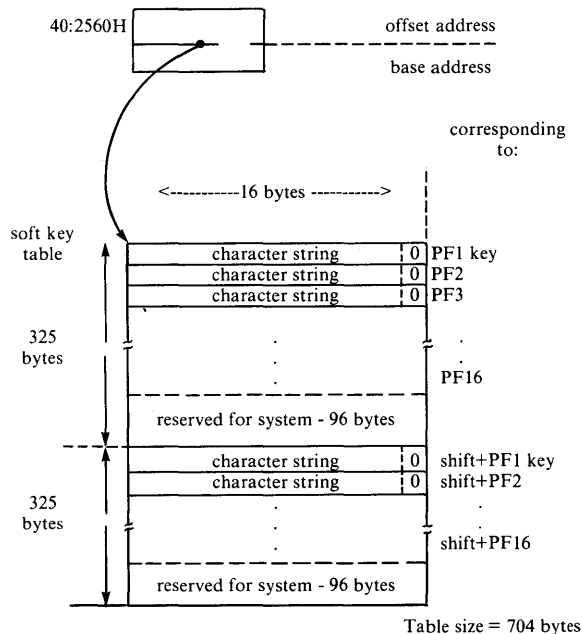 40:2560H
offset address
base address
corresponding
to:
<----------16 bytes ---------->
soft key
table
character string 0 PF1 key
character string 0 PF2
character string 0 PF3
325
bytes
PF16
reserved for system - 96 bytes
character string 0 shift+PF1 key
character string 0 shift+PF2
325
bytes
shift+PF16
reserved for system - 96 bytes
Table size = 704 bytes